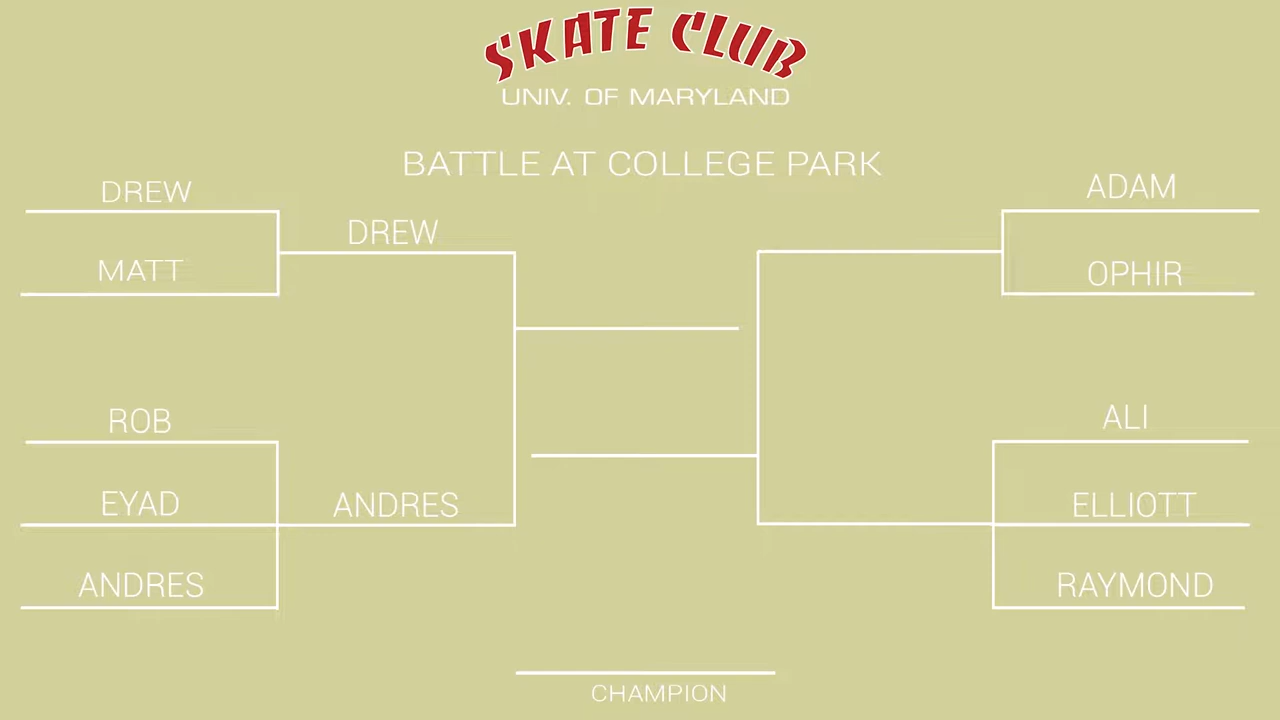 SKATE CLUB
UNIV. OF MARYLAND
BATTLE AT COLLEGE PARK
DREW
MATT
DREW
ROB
EYAD
ANDRES
ANDRES
ADAM
OPHIR
ALI
ELLIOTT
RAYMOND
CHAMPION